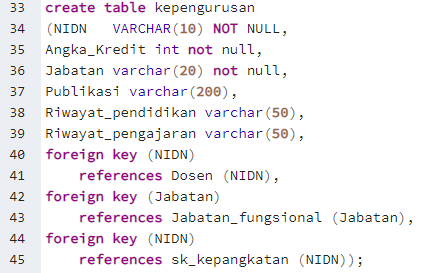 33 create table kepengurusan
34 (NIDN   VARCHAR(10) NOT NULL,
35 Angka_Kredit int not null,
36 Jabatan varchar(20) not null,
37 Publikasi varchar(200),
38 Riwayat_pendidikan varchar(50),
39 Riwayat_pengajaran varchar(50),
40 foreign key (NIDN)
41     references Dosen (NIDN),
42 foreign key (Jabatan)
43     references Jabatan_fungsional (Jabatan),
44 foreign key (NIDN)
45     references sk_kepangkatan (NIDN));